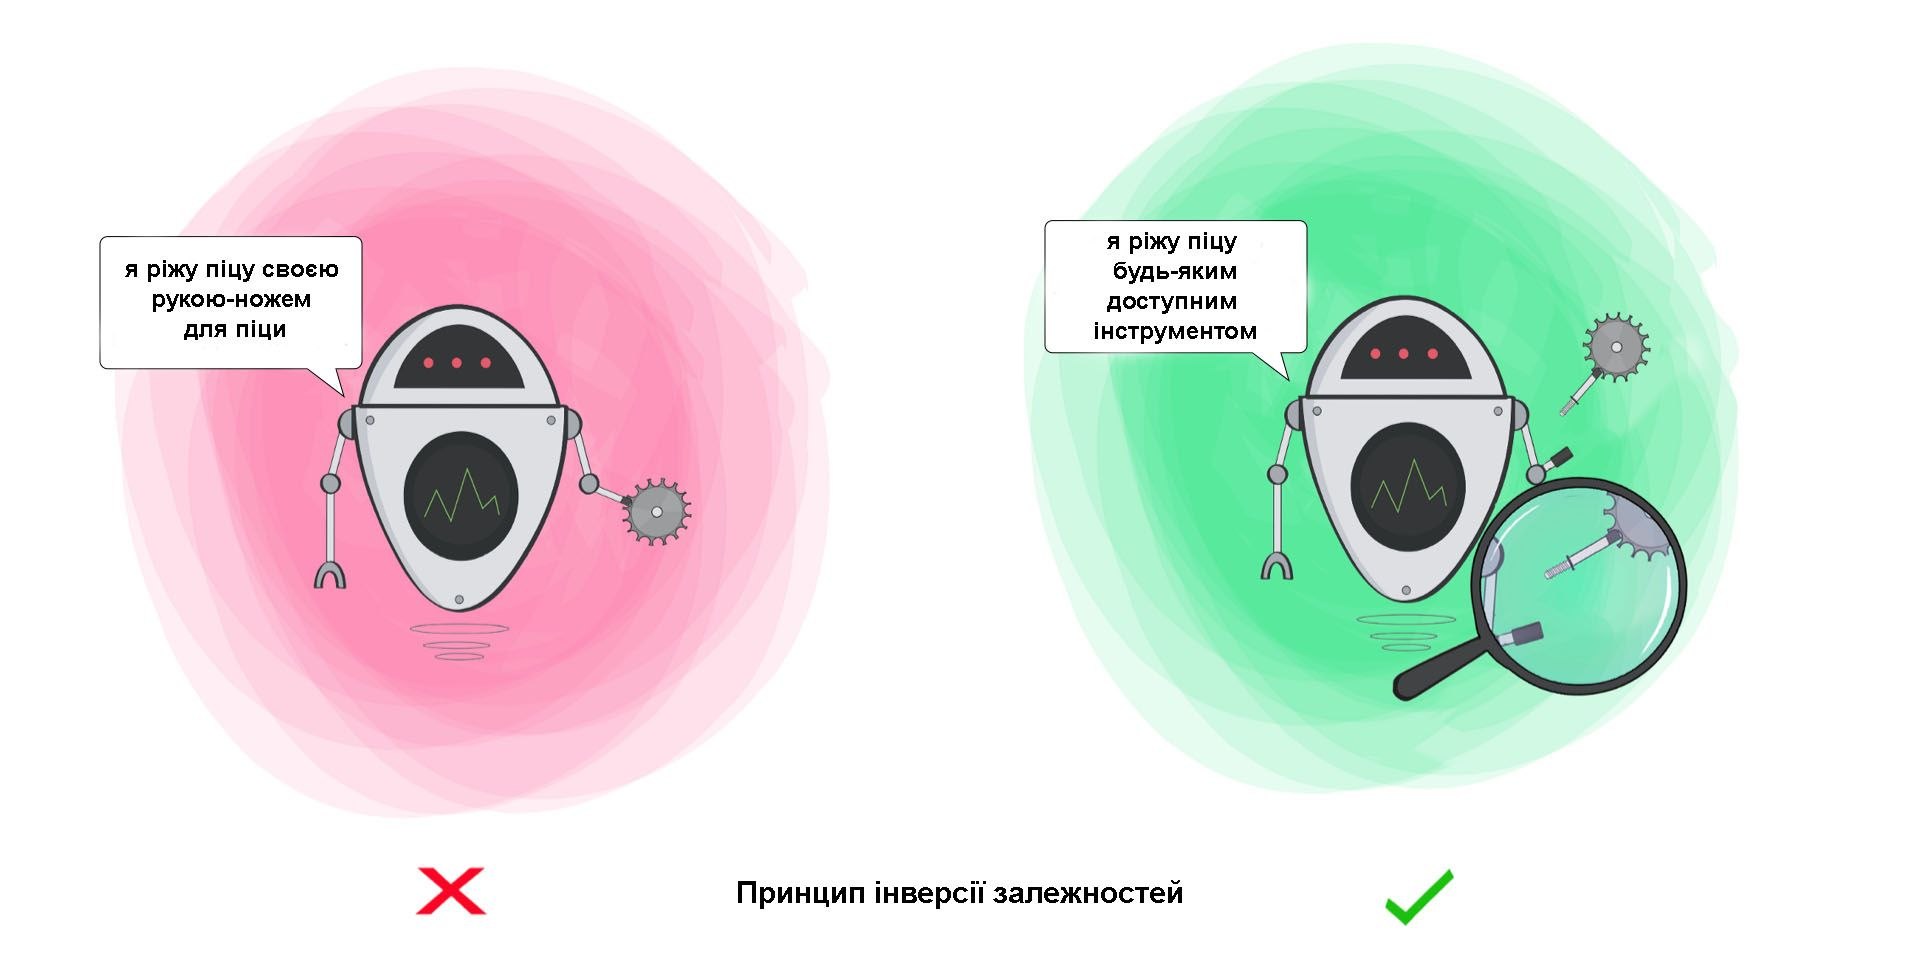 я ріжу піцу своєю
рукою-ножем
для піци
я ріжу піцу
будь-яким
доступним
інструментом
Принцип інверсії залежностей